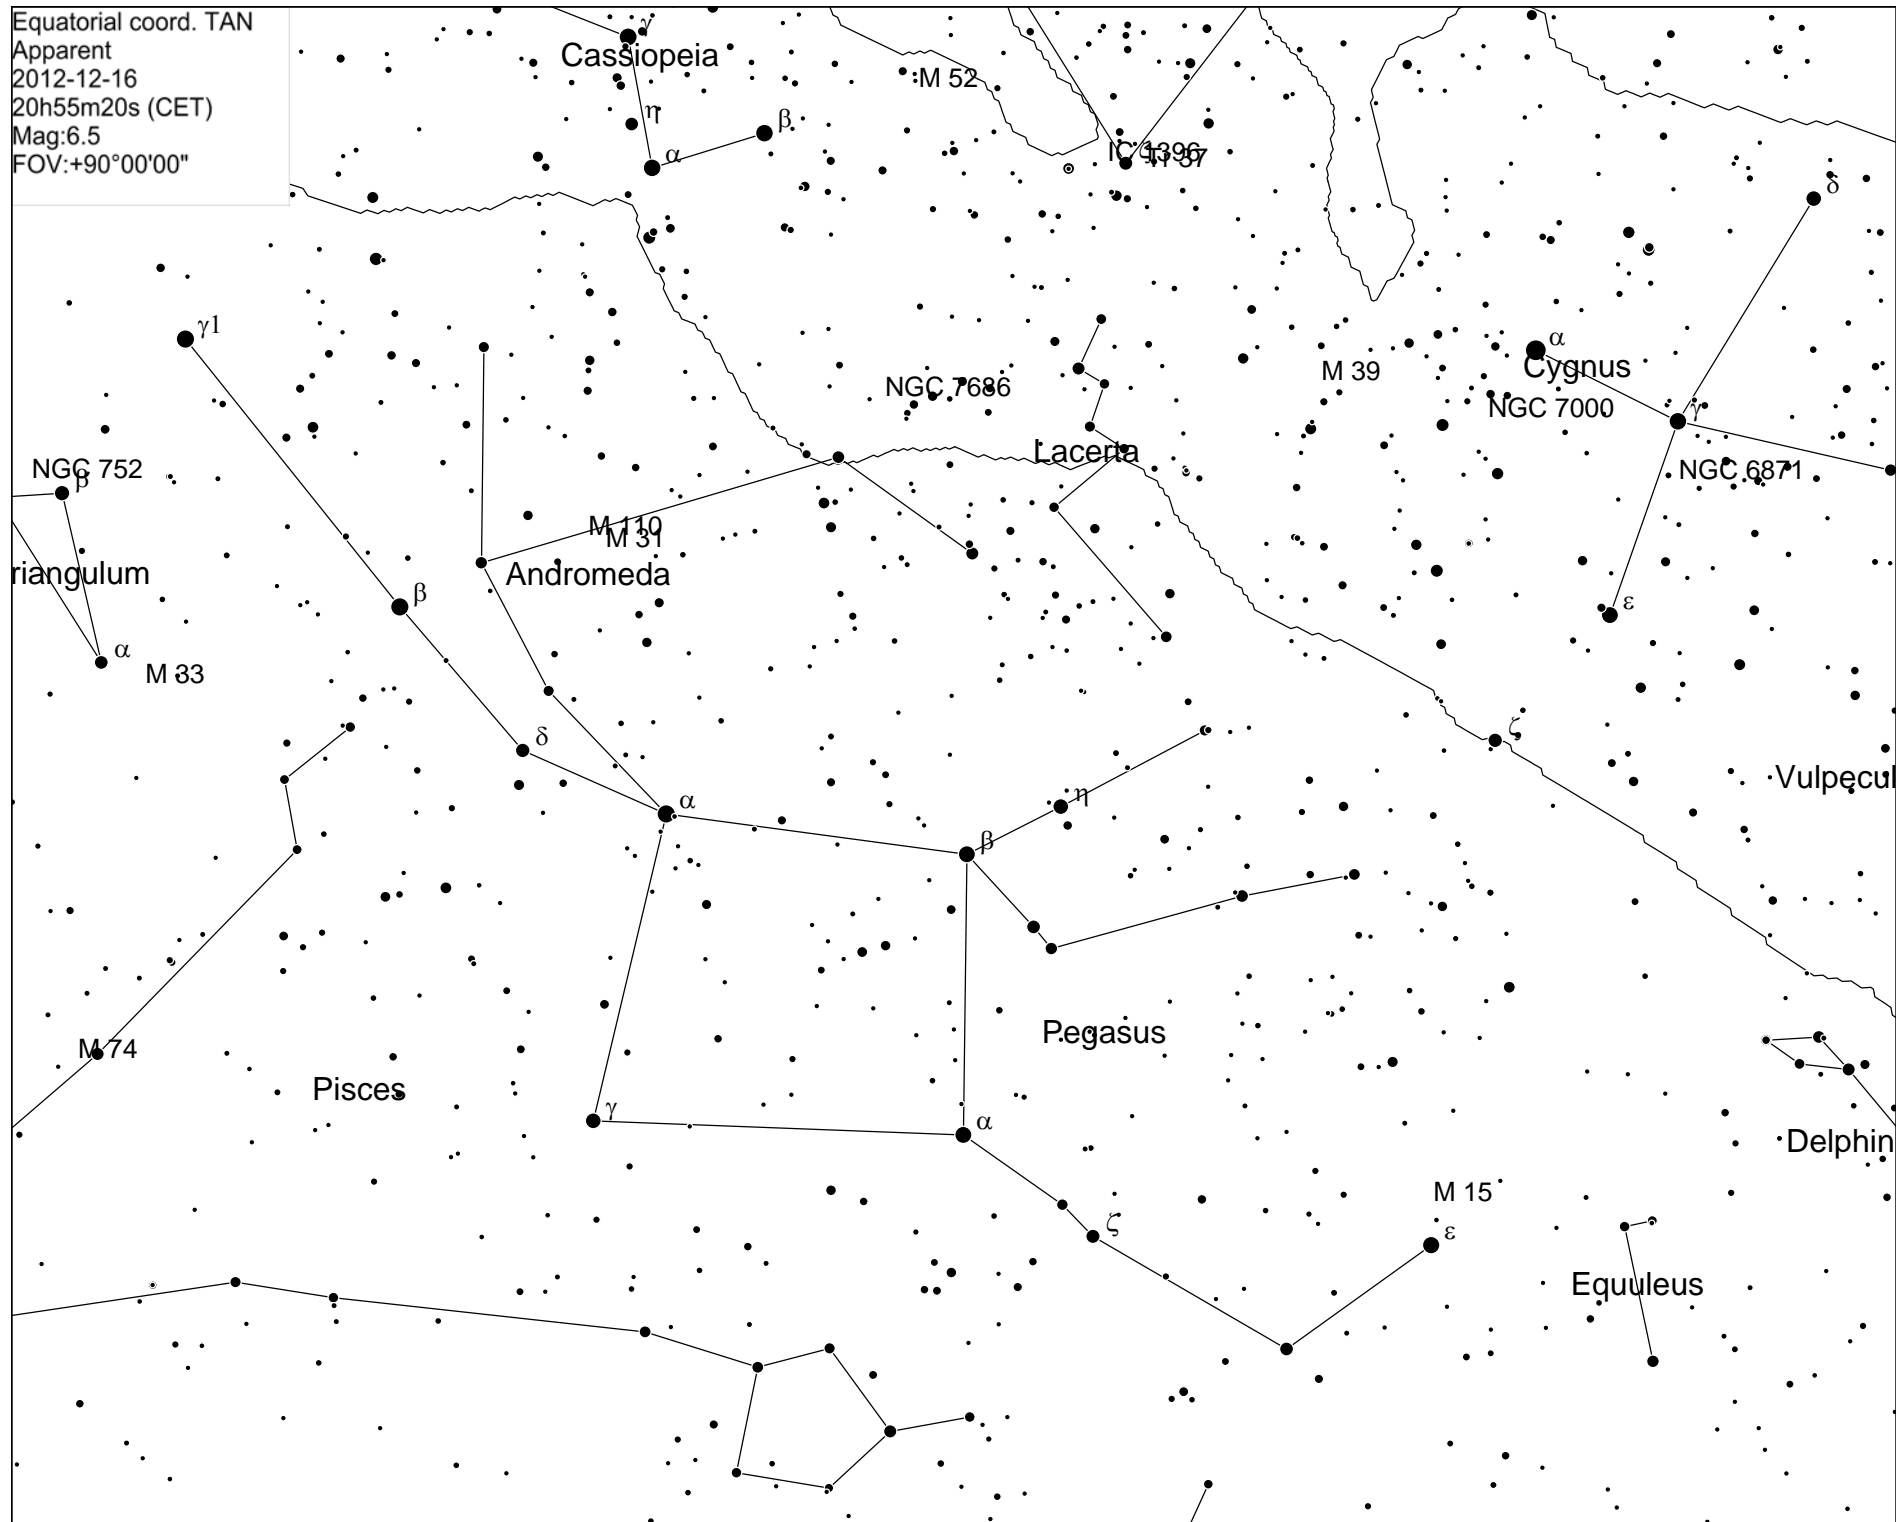 Equatorial coord. TAN
Apparent
2012-12-16
20h55m20s (CET)
Mag:6.5
FOV:+90°00'00"
γ
Cassiopeia
M 52
η
β
α
IC 1396
Tr 37
δ
γ1
α
Cygnus
M 39
NGC 7686
NGC 7000
γ
Lacerta
NGC 752
β
NGC 6871
M 110
M 31
Andromeda
riangulum
β
ε
α
M 33
δ
ζ
Vulpecul
α
η
β
Pegasus
M 74
Pisces
γ
α
Delphin
M 15
ζ
ε
Equuleus